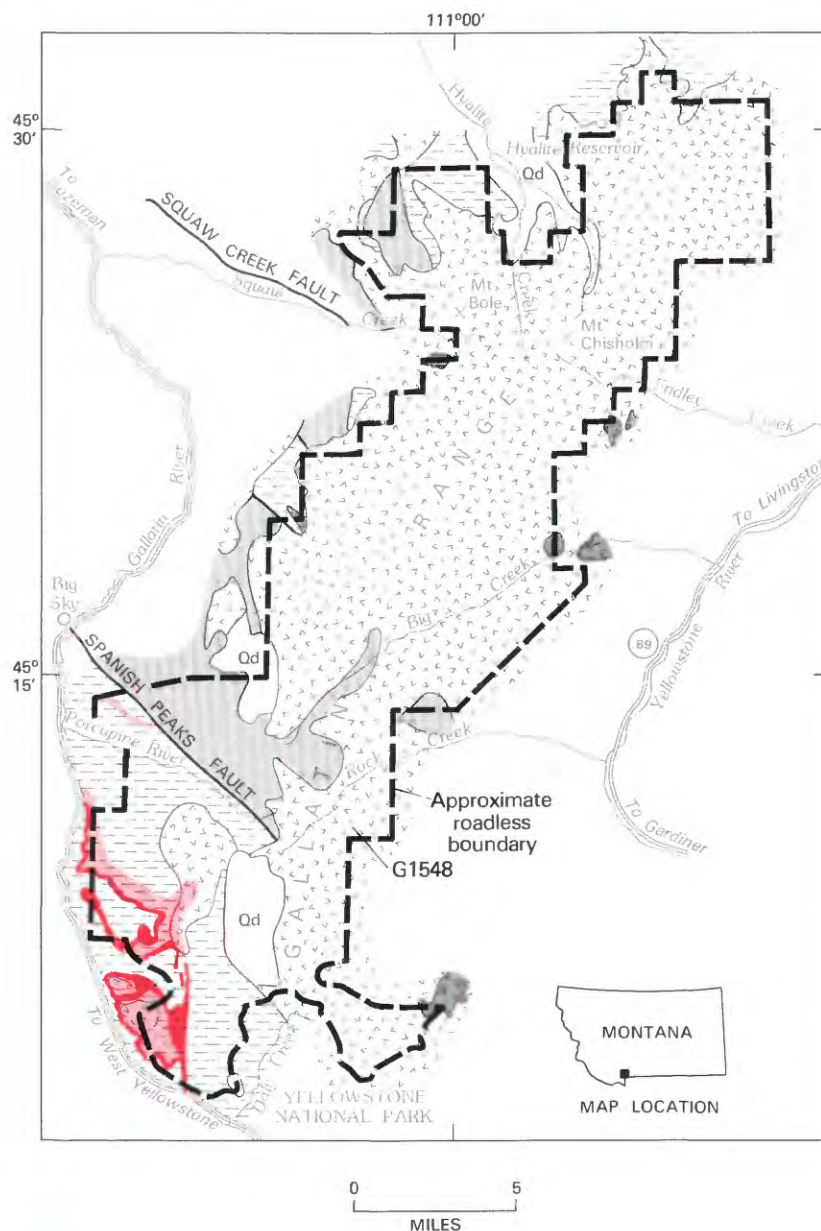 111°00'
45°
30'
Hyalite
Hyalite Reservoir
Qd
To
Bozeman
SQUAW CREEK FAULT
Squaw
Creek
Mt
Bole
Creek
Mt
Chisholm
Gallatin
River
GALLATIN RANGE
Creek
To Livingston
Big
Sky
Big Creek
River
89
Yellowstone
45°
15'
Qd
SPANISH PEAKS FAULT
Porcupine River
Rock Creek
Approximate
roadless
boundary
To Gardiner
G1548
Qd
To West Yellowstone
Creek
YELLOWSTONE
NATIONAL PARK
MONTANA
MAP LOCATION
0 5
MILES